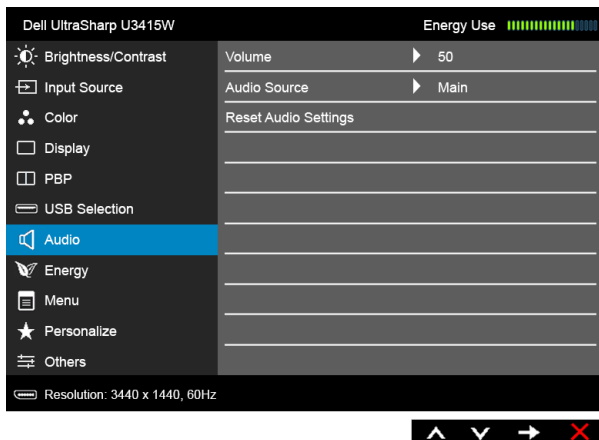 Dell UltraSharp U3415W Energy Use
Brightness/Contrast Volume 50
Input Source Audio Source Main
Color Reset Audio Settings
Display
PBP
USB Selection
Audio
Energy
Menu
Personalize
Others
Resolution: 3440 x 1440, 60Hz